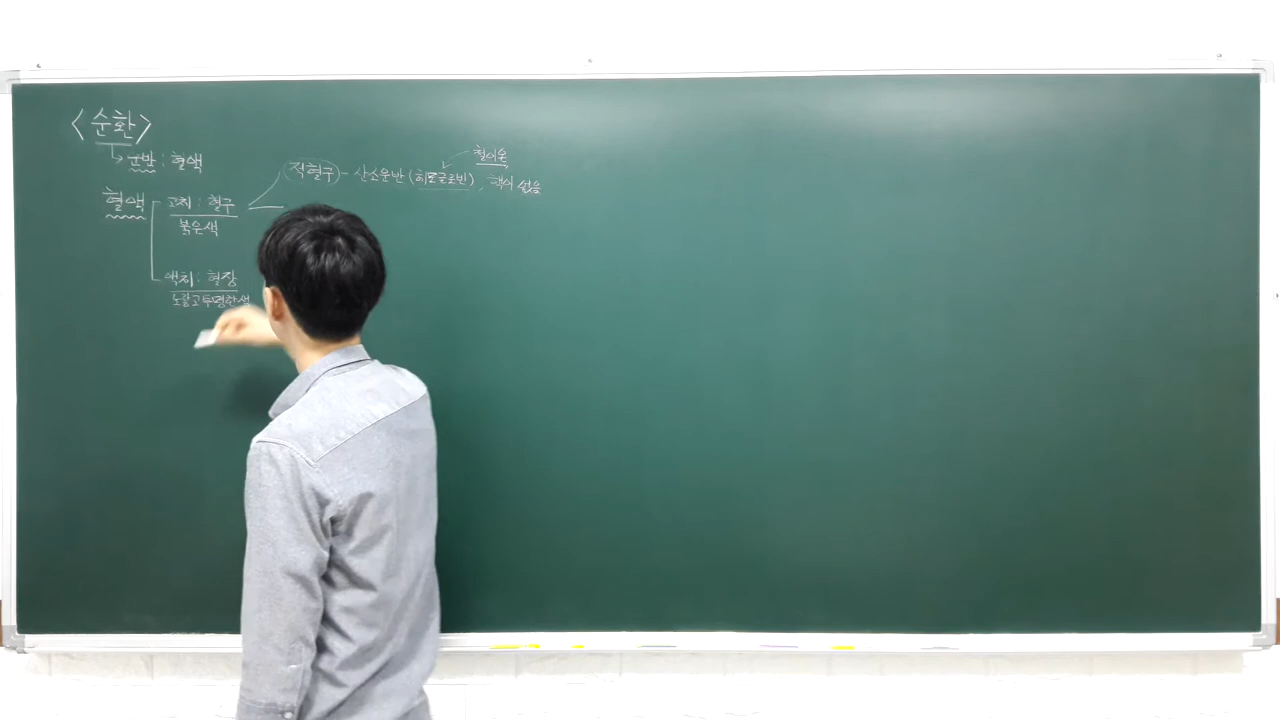 <순환>
↳ 운반 : 혈액
혈액
고체 : 혈구
붉은색
액체 : 혈장
노랗고 투명한 색
적혈구 - 산소운반 (헤모글로빈), 핵이 없음
철이온